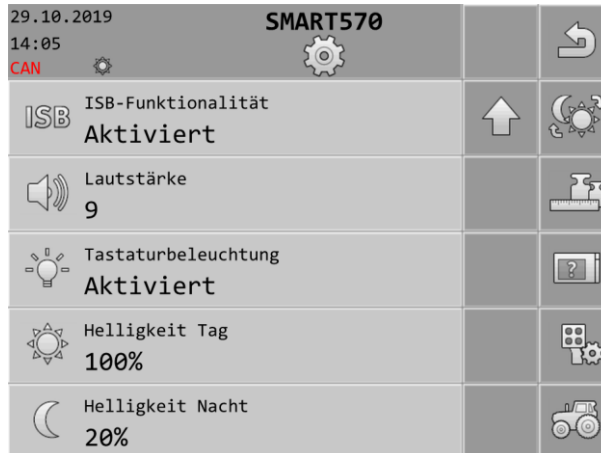 29.10.2019
SMART570
14:05
CAN
ISB
ISB-Funktionalität
Aktiviert
Lautstärke
9
Tastaturbeleuchtung
Aktiviert
?
Helligkeit Tag
100%
Helligkeit Nacht
20%